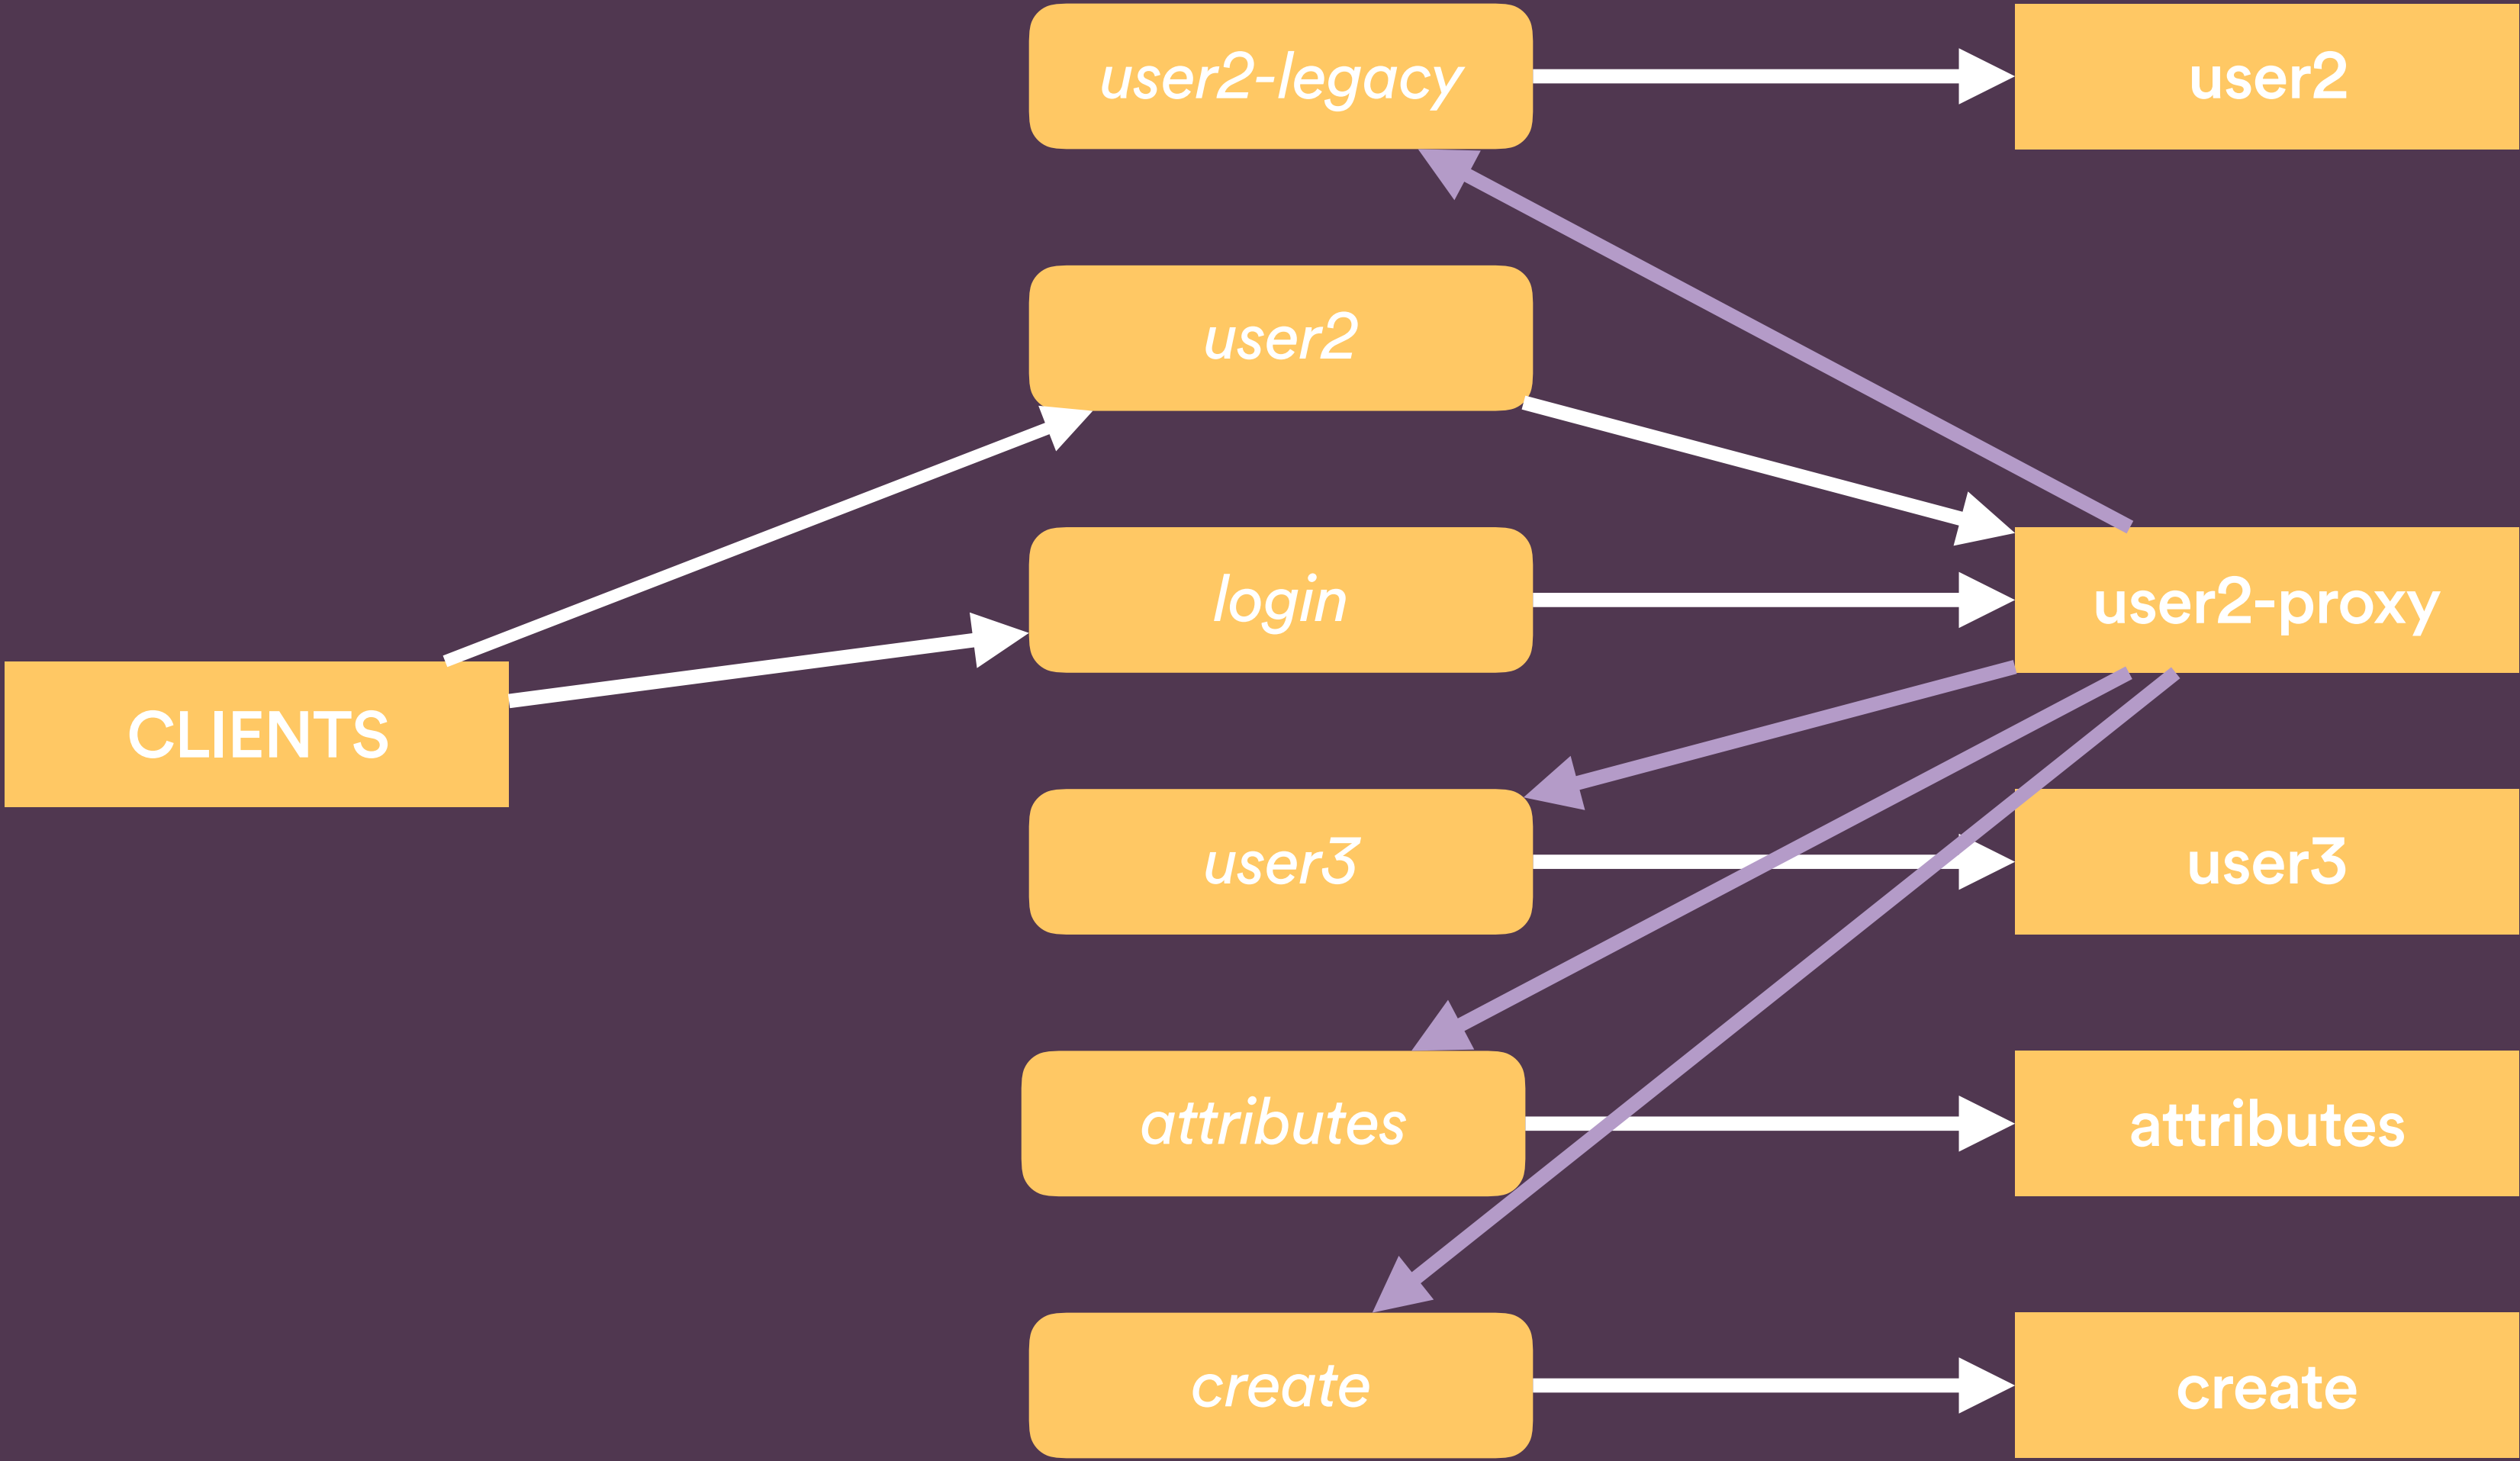 user2-legacy
user2
user2
login
user2-proxy
CLIENTS
user3
user3
attributes
attributes
create
create